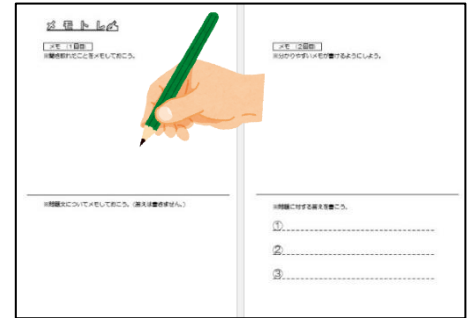 メモトレ✍
メモ（1回目）
※聞き取れたことをメモしておこう。
※問題文についてメモしておこう。（答えは書きません。）
メモ（2回目）
※分かりやすいメモが書けるようにしよう。
※問題に対する答えを書こう。
①
②
③